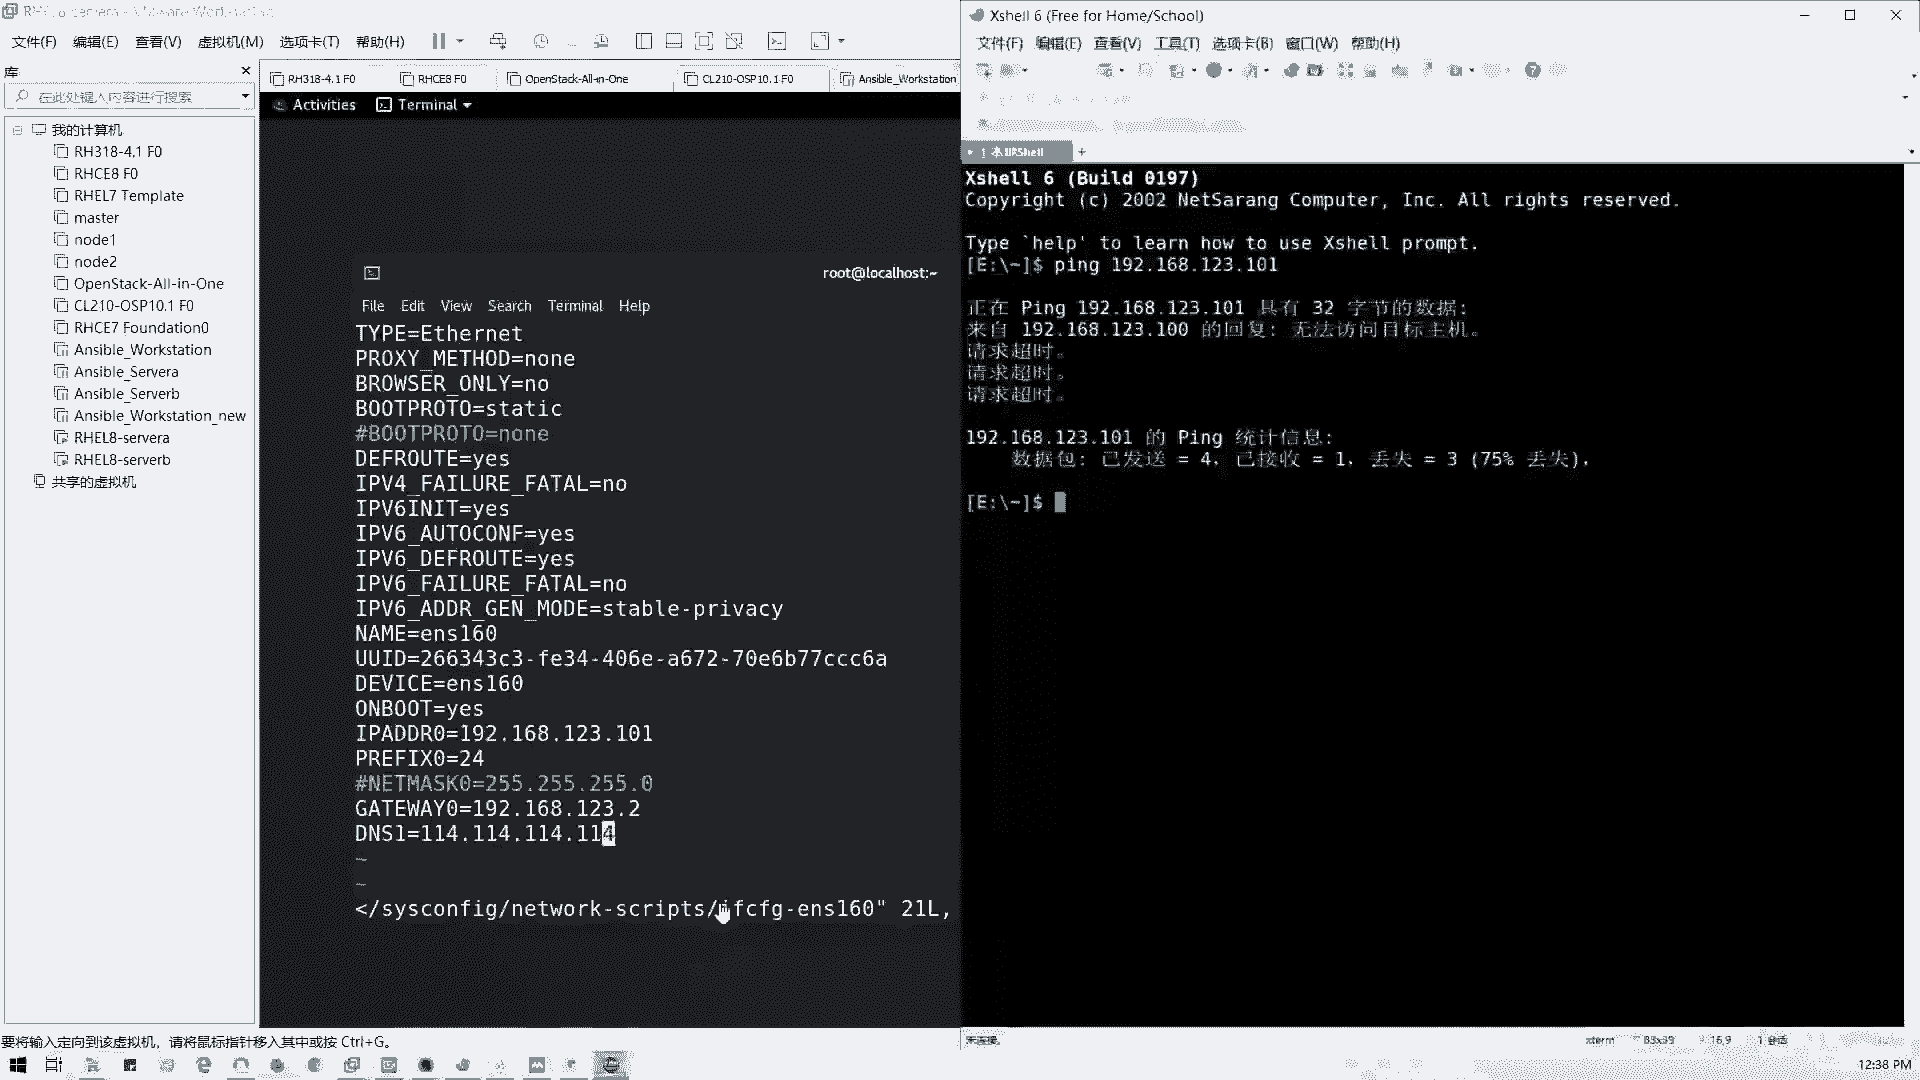 文件(F) 编辑(E) 查看(V) 虚拟机(M) 选项卡(T) 帮助(H)
库
在此处键入内容进行搜索
我的计算机
RH318-4.1 F0
RHCE8 F0
RHEL7 Template
master
node1
node2
OpenStack-All-in-One
CL210-OSP10.1 F0
RHCE7 Foundation0
Ansible_Workstation
Ansible_Servera
Ansible_Serverb
Ansible_Workstation_new
RHEL8-servera
RHEL8-serverb
共享的虚拟机
RH318-4.1 F0 RHCE8 F0 OpenStack-All-in-One CL210-OSP10.1 F0 Ansible_Workstation
Activities Terminal
root@localhost:~
File Edit View Search Terminal Help
TYPE=Ethernet
PROXY_METHOD=none
BROWSER_ONLY=no
BOOTPROTO=static
#BOOTPROTO=none
DEFROUTE=yes
IPV4_FAILURE_FATAL=no
IPV6INIT=yes
IPV6_AUTOCONF=yes
IPV6_DEFROUTE=yes
IPV6_FAILURE_FATAL=no
IPV6_ADDR_GEN_MODE=stable-privacy
NAME=ens160
UUID=266343c3-fe34-406e-a672-70e6b77ccc6a
DEVICE=ens160
ONBOOT=yes
IPADDR0=192.168.123.101
PREFIX0=24
#NETMASK0=255.255.255.0
GATEWAY0=192.168.123.2
DNS1=114.114.114.114
~
~
</sysconfig/network-scripts/ifcfg-ens160" 21L,
Xshell 6 (Free for Home/School)
文件(F) 编辑(E) 查看(V) 工具(T) 选项卡(B) 窗口(W) 帮助(H)
1 本地Shell +
Xshell 6 (Build 0197)
Copyright (c) 2002 NetSarang Computer, Inc. All rights reserved.
Type `help' to learn how to use Xshell prompt.
[E:\~]$ ping 192.168.123.101
正在 Ping 192.168.123.101 具有 32 字节的数据:
来自 192.168.123.100 的回复: 无法访问目标主机。
请求超时。
请求超时。
请求超时。
192.168.123.101 的 Ping 统计信息:
数据包: 已发送 = 4, 已接收 = 1, 丢失 = 3 (75% 丢失),
[E:\~]$
要将输入定向到该虚拟机，请将鼠标指针移入其中或按 Ctrl+G。
未连接。
xterm 83x39 16,9 1 会话
12:38 PM